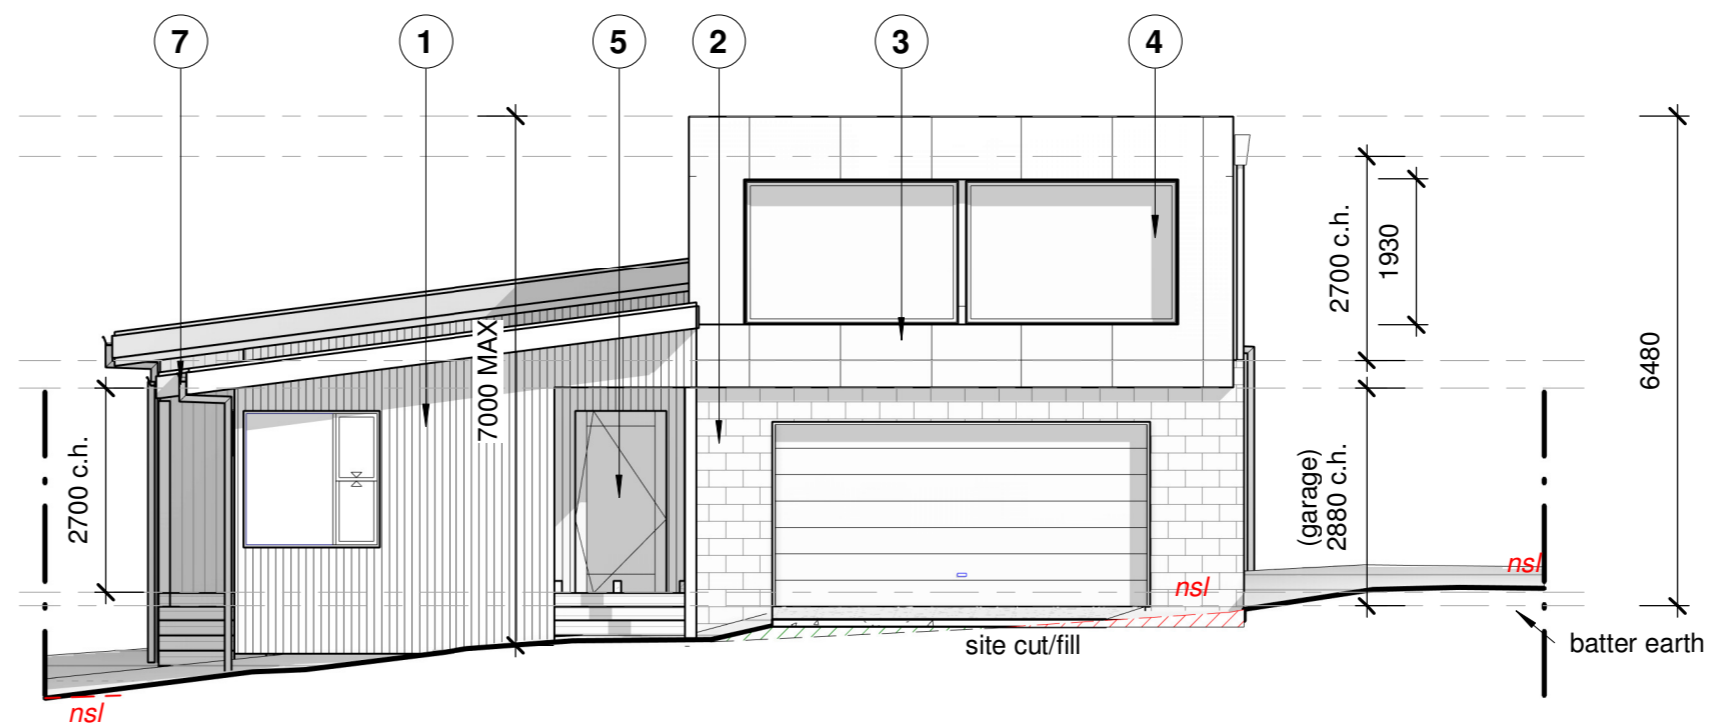 7
1
5
2
3
4
2700 c.h.
7000 MAX
2700 c.h.
1930
6480
(garage)
2880 c.h.
nsl
nsl
nsl
site cut/fill
batter earth